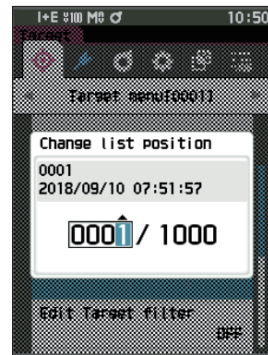 I+E 100 M 10:50
Target
Target menu[0001]
Change list position
0001
2018/09/10 07:51:57
0001 / 1000
Edit Target filter
OFF